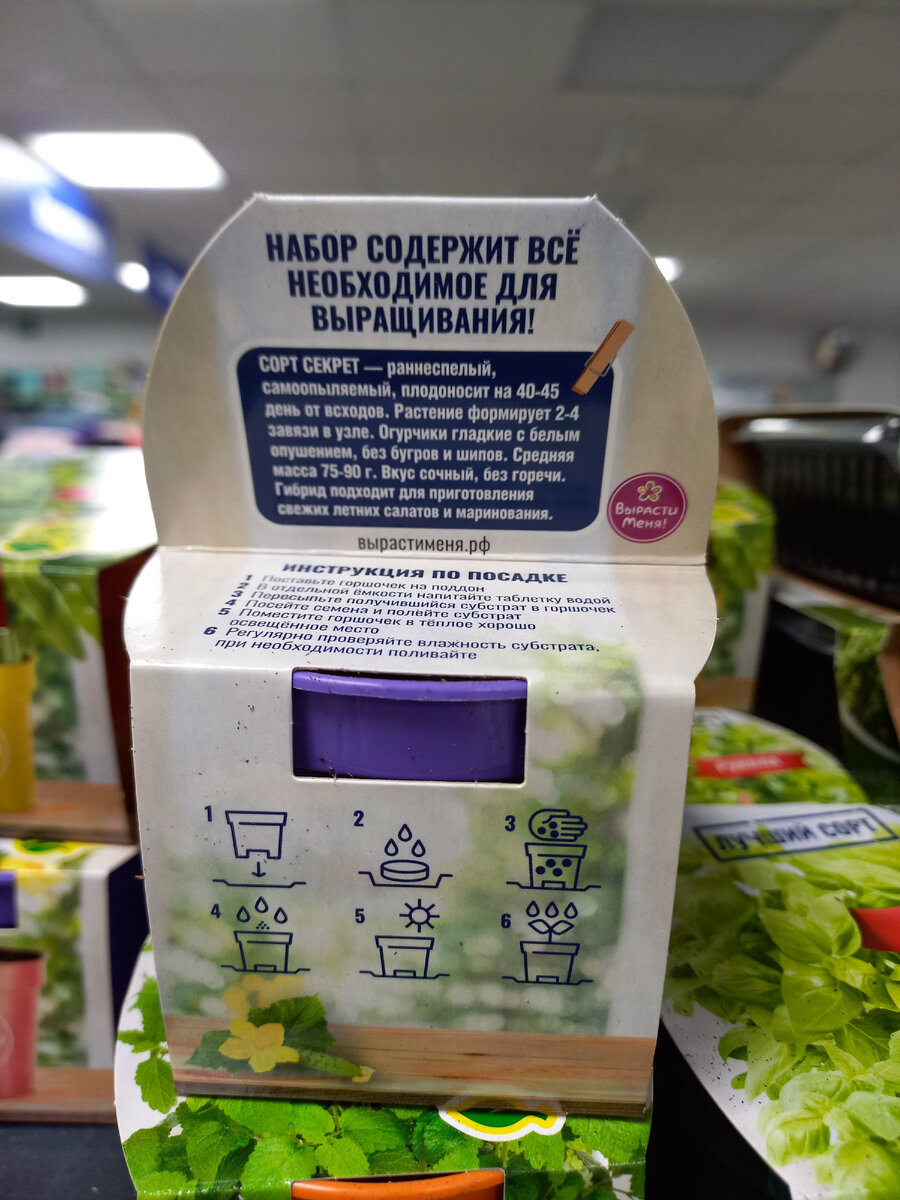 НАБОР СОДЕРЖИТ ВСЁ
НЕОБХОДИМОЕ ДЛЯ
ВЫРАЩИВАНИЯ!
СОРТ СЕКРЕТ — раннеспелый,
самоопыляемый, плодоносит на 40-45
день от всходов. Растение формирует 2-4
завязи в узле. Огурчики гладкие с белым
опушением, без бугров и шипов. Средняя
масса 75-90 г. Вкус сочный, без горечи.
Гибрид подходит для приготовления
свежих летних салатов и маринования.
Вырасти
Меня!
вырастименя.рф
ИНСТРУКЦИЯ ПО ПОСАДКЕ
1 Поставьте горшочек на поддон
2 В отдельной ёмкости напитайте таблетку водой
3 Пересыпьте получившийся субстрат в горшочек
4 Посейте семена и полейте субстрат
5 Поместите горшочек в тёплое хорошо
освещённое место
6 Регулярно проверяйте влажность субстрата,
при необходимости поливайте
1
2
3
4
5
6
ЛУЧШИЙ СОРТ